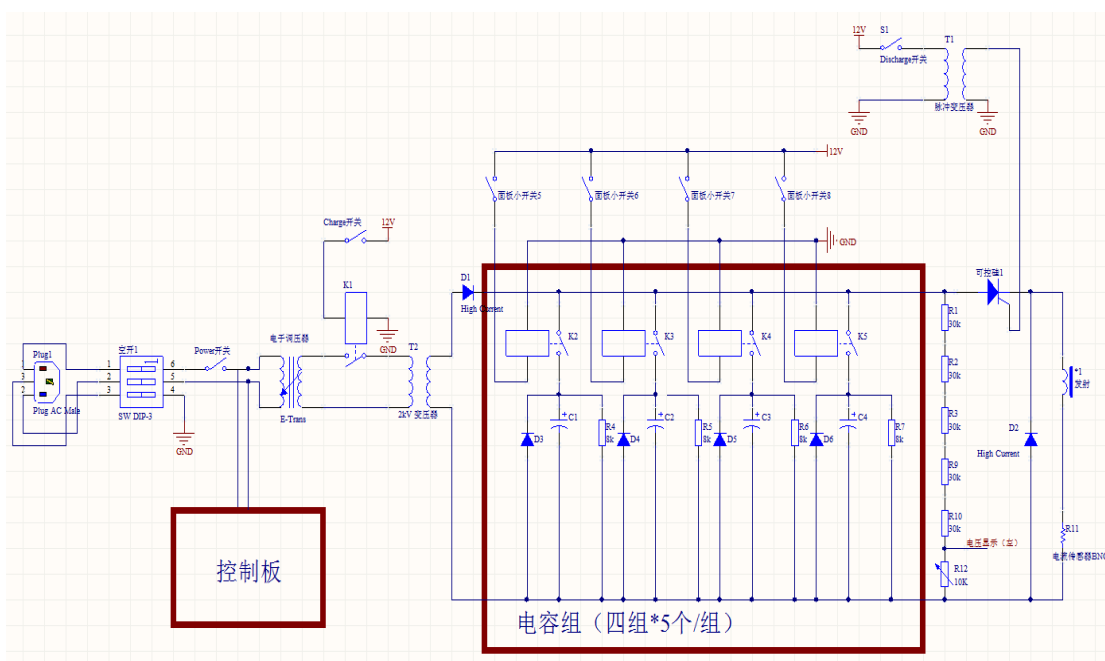 12V
S1
T1
Discharge开关
脉冲变压器
GND
GND
12V
面板小开关5
面板小开关6
面板小开关7
面板小开关8
Charge开关
12V
GND
D1
High Current
可控硅1
K1
GND
电子调压器
T2
K2
K3
K4
K5
R1
30k
R2
30k
Plug1
空开1
Power开关
1
3
2
1
2
3
6
5
4
Plug AC Male
SW DIP-3
E-Trans
2kV 变压器
*1
发射
GND
C1
C2
C3
C4
D3
D4
D5
D6
R4
8k
R5
8k
R6
8k
R7
8k
R3
30k
D2
High Current
R9
30k
R10
30k
电压显示（左）
R11
电流传感器BNC
R12
10K
控制板
电容组（四组*5个/组）